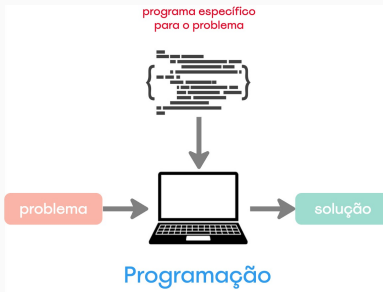 programa específico
para o problema
problema
solução
Programação